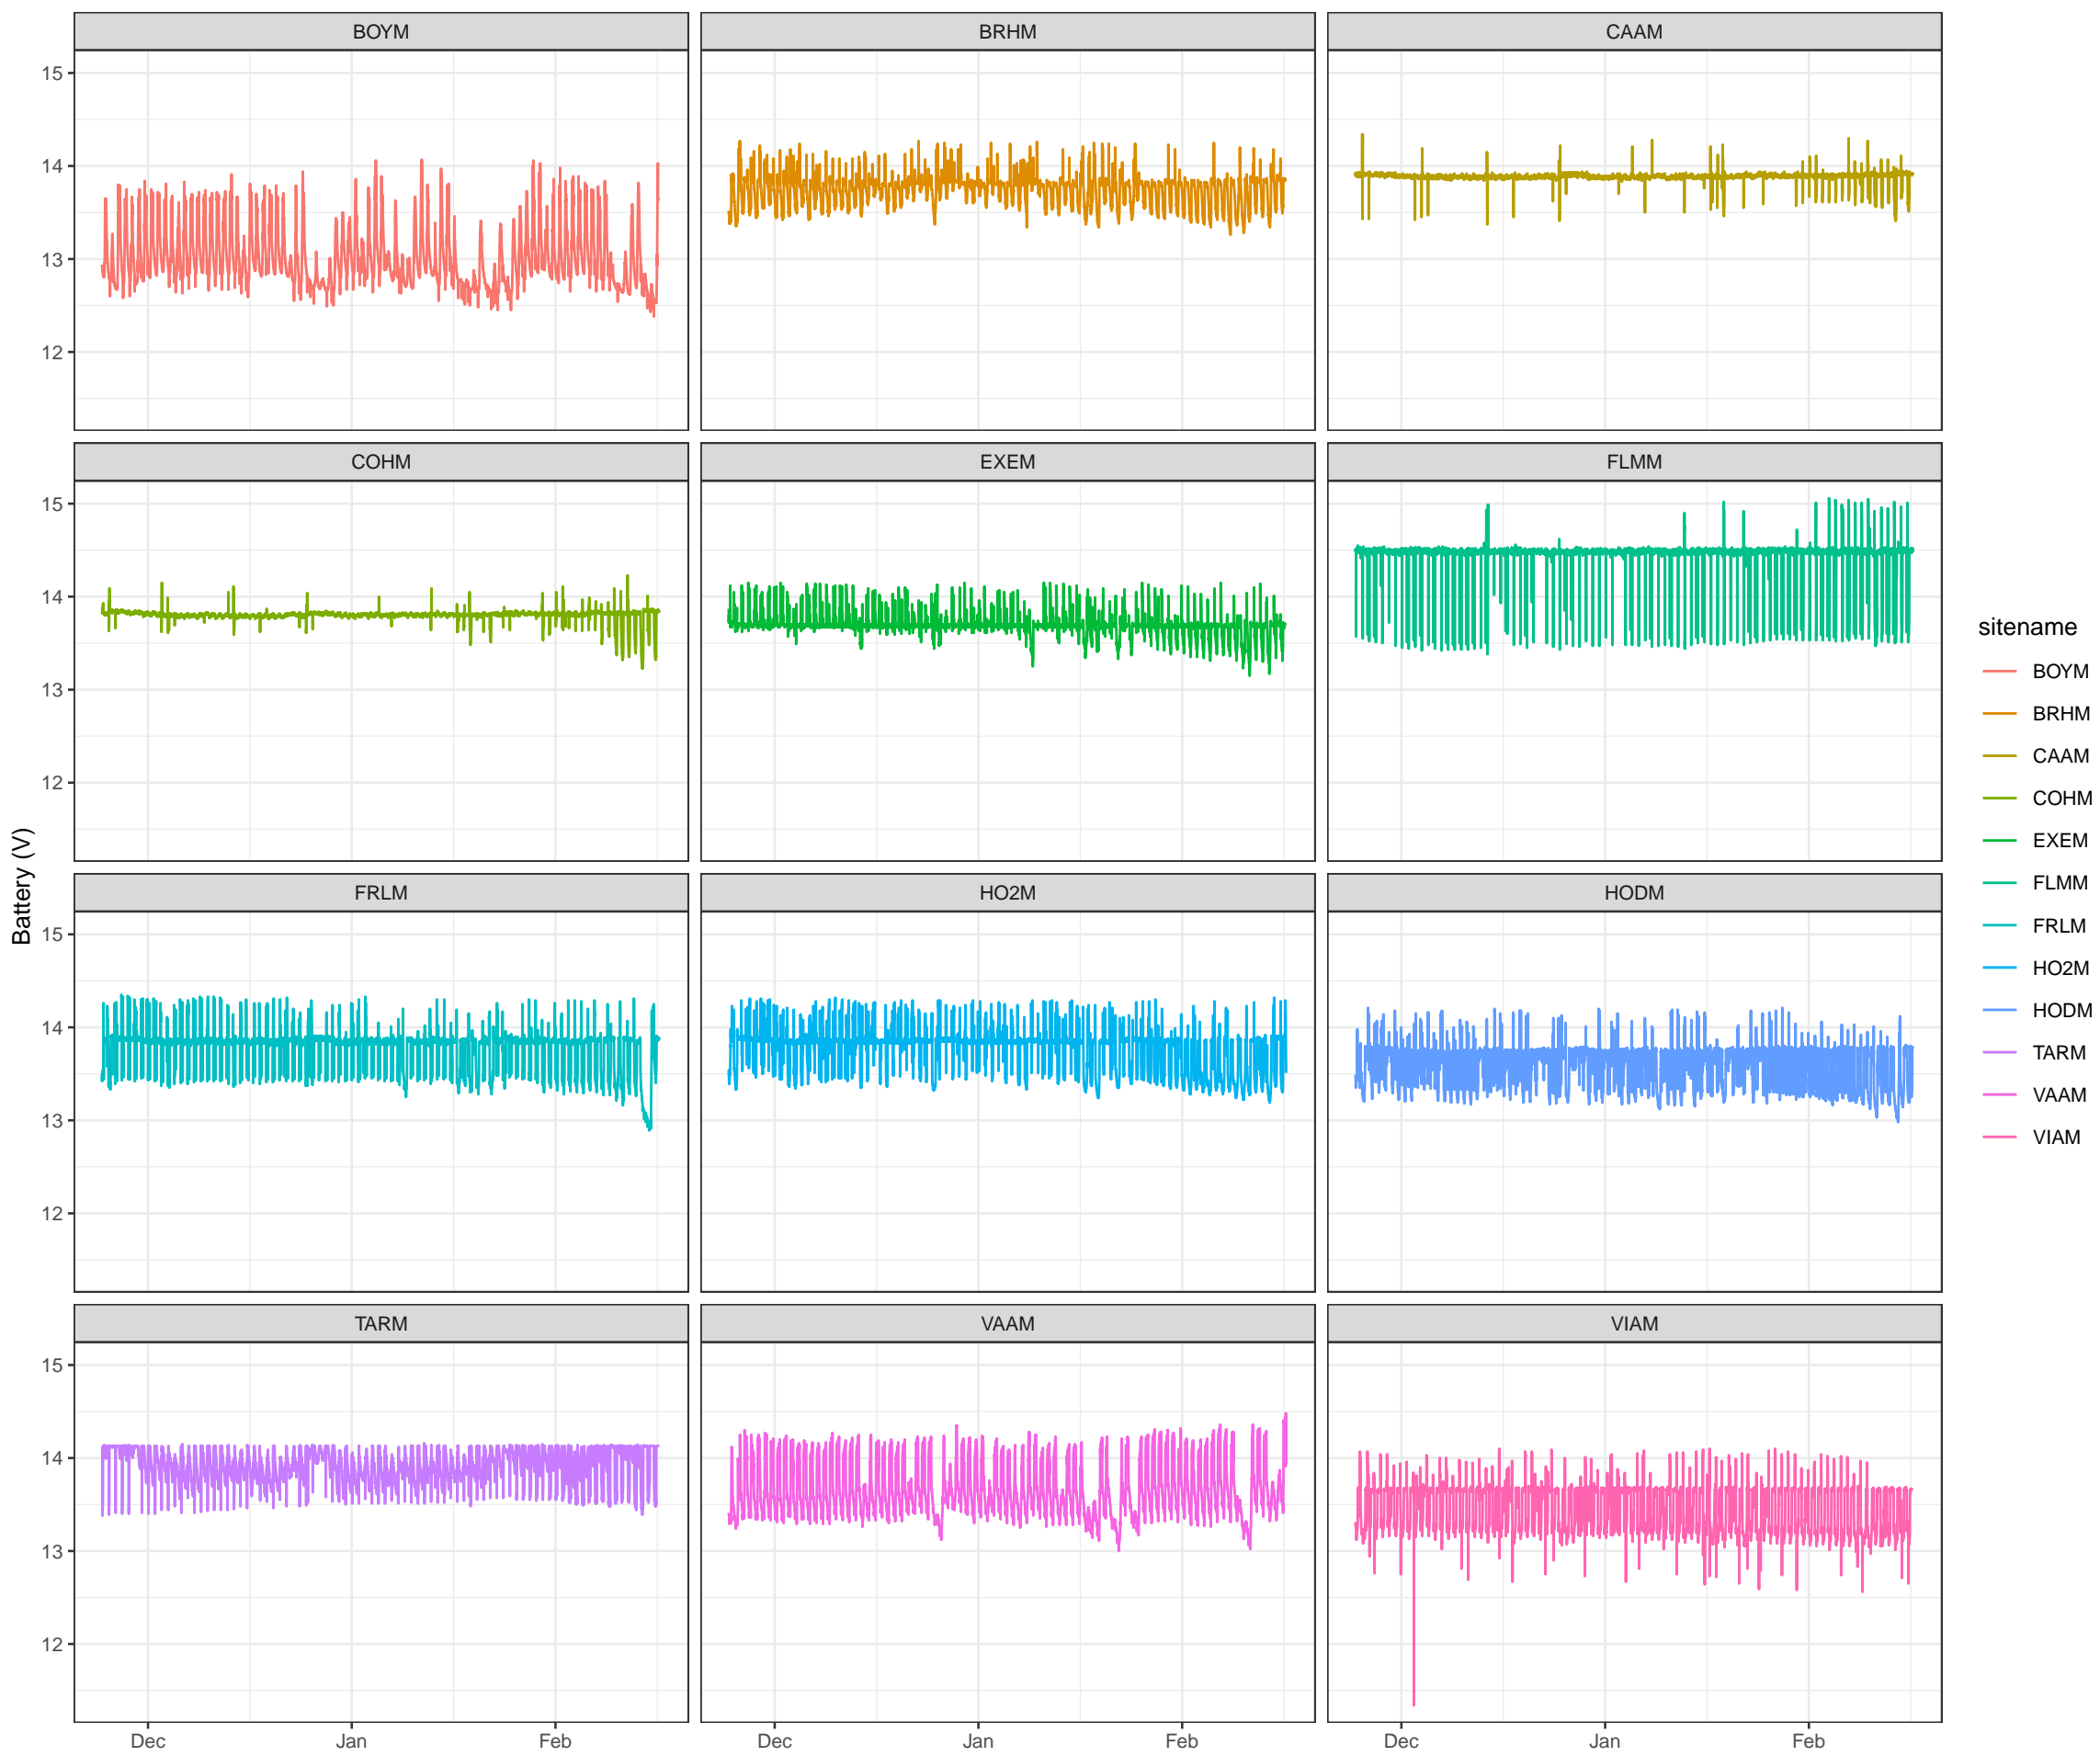 BOYM BRHM CAAM
15
14
13
12
COHM EXEM FLMM
15
14
13
12
FRLM HO2M HODM
15
14
13
12
TARM VAAM VIAM
15
14
13
12
Dec Jan Feb Dec Jan Feb Dec Jan Feb
Battery (V)
sitename
BOYM
BRHM
CAAM
COHM
EXEM
FLMM
FRLM
HO2M
HODM
TARM
VAAM
VIAM